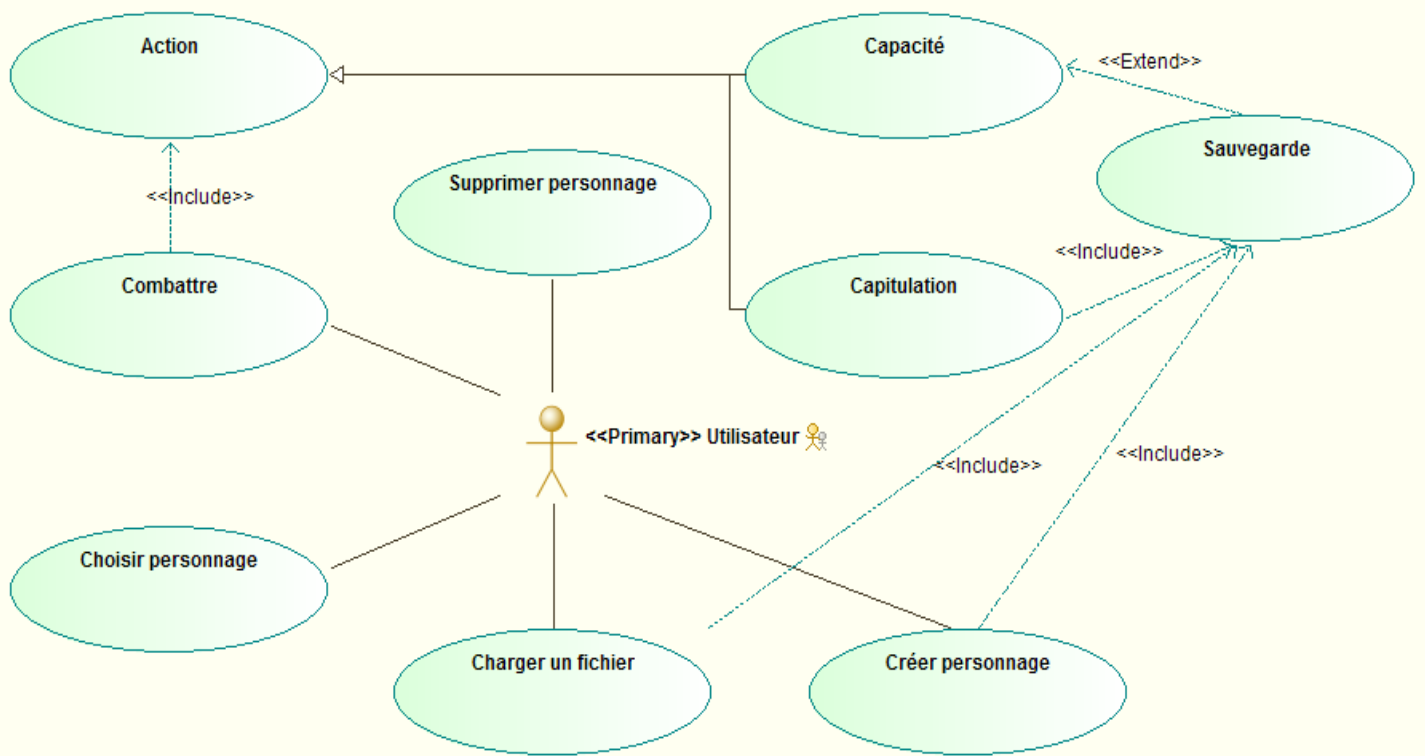 Action
Capacité
<<Extend>>
Sauvegarde
Supprimer personnage
<<Include>>
<<Include>>
Combattre
Capitulation
<<Primary>> Utilisateur
<<Include>>
<<Include>>
Choisir personnage
Charger un fichier
Créer personnage